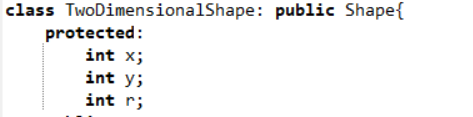 class TwoDimensionalShape: public Shape{
protected:
int x;
int y;
int r;